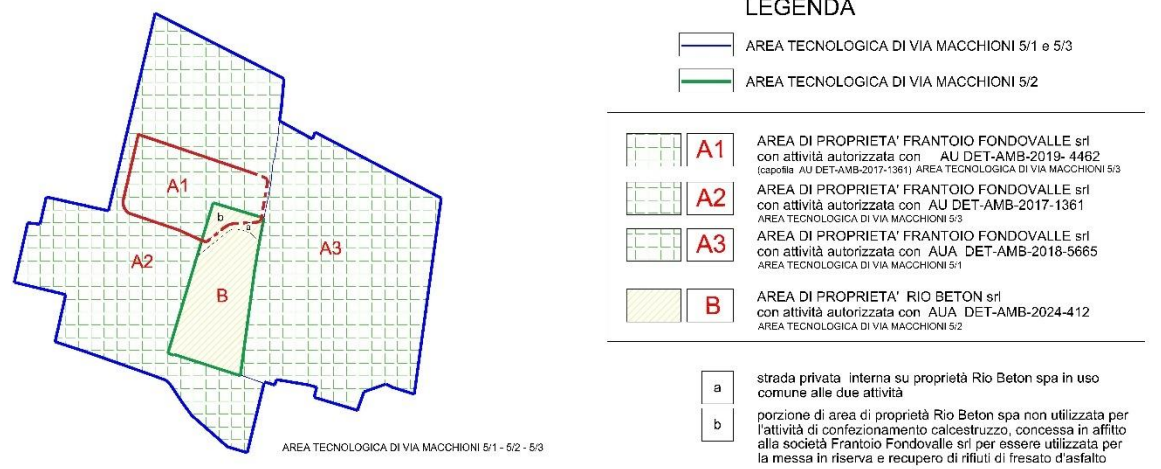 A1
b
a
A2
A3
B
AREA TECNOLOGICA DI VIA MACCHIONI 5/1 - 5/2 - 5/3
LEGENDA
AREA TECNOLOGICA DI VIA MACCHIONI 5/1 e 5/3
AREA TECNOLOGICA DI VIA MACCHIONI 5/2
A1
AREA DI PROPRIETA' FRANTOIO FONDOVALLE srl
con attività autorizzata con AU DET-AMB-2019- 4462
(capofila AU DET-AMB-2017-1361) AREA TECNOLOGICA DI VIA MACCHIONI 5/3
A2
AREA DI PROPRIETA' FRANTOIO FONDOVALLE srl
con attività autorizzata con AU DET-AMB-2017-1361
AREA TECNOLOGICA DI VIA MACCHIONI 5/3
A3
AREA DI PROPRIETA' FRANTOIO FONDOVALLE srl
con attività autorizzata con AUA DET-AMB-2018-5665
AREA TECNOLOGICA DI VIA MACCHIONI 5/1
B
AREA DI PROPRIETA' RIO BETON srl
con attività autorizzata con AUA DET-AMB-2024-412
AREA TECNOLOGICA DI VIA MACCHIONI 5/2
a
strada privata interna su proprietà Rio Beton spa in uso
comune alle due attività
b
porzione di area di proprietà Rio Beton spa non utilizzata per
l'attività di confezionamento calcestruzzo, concessa in affitto
alla società Frantoio Fondovalle srl per essere utilizzata per
la messa in riserva e recupero di rifiuti di fresato d'asfalto